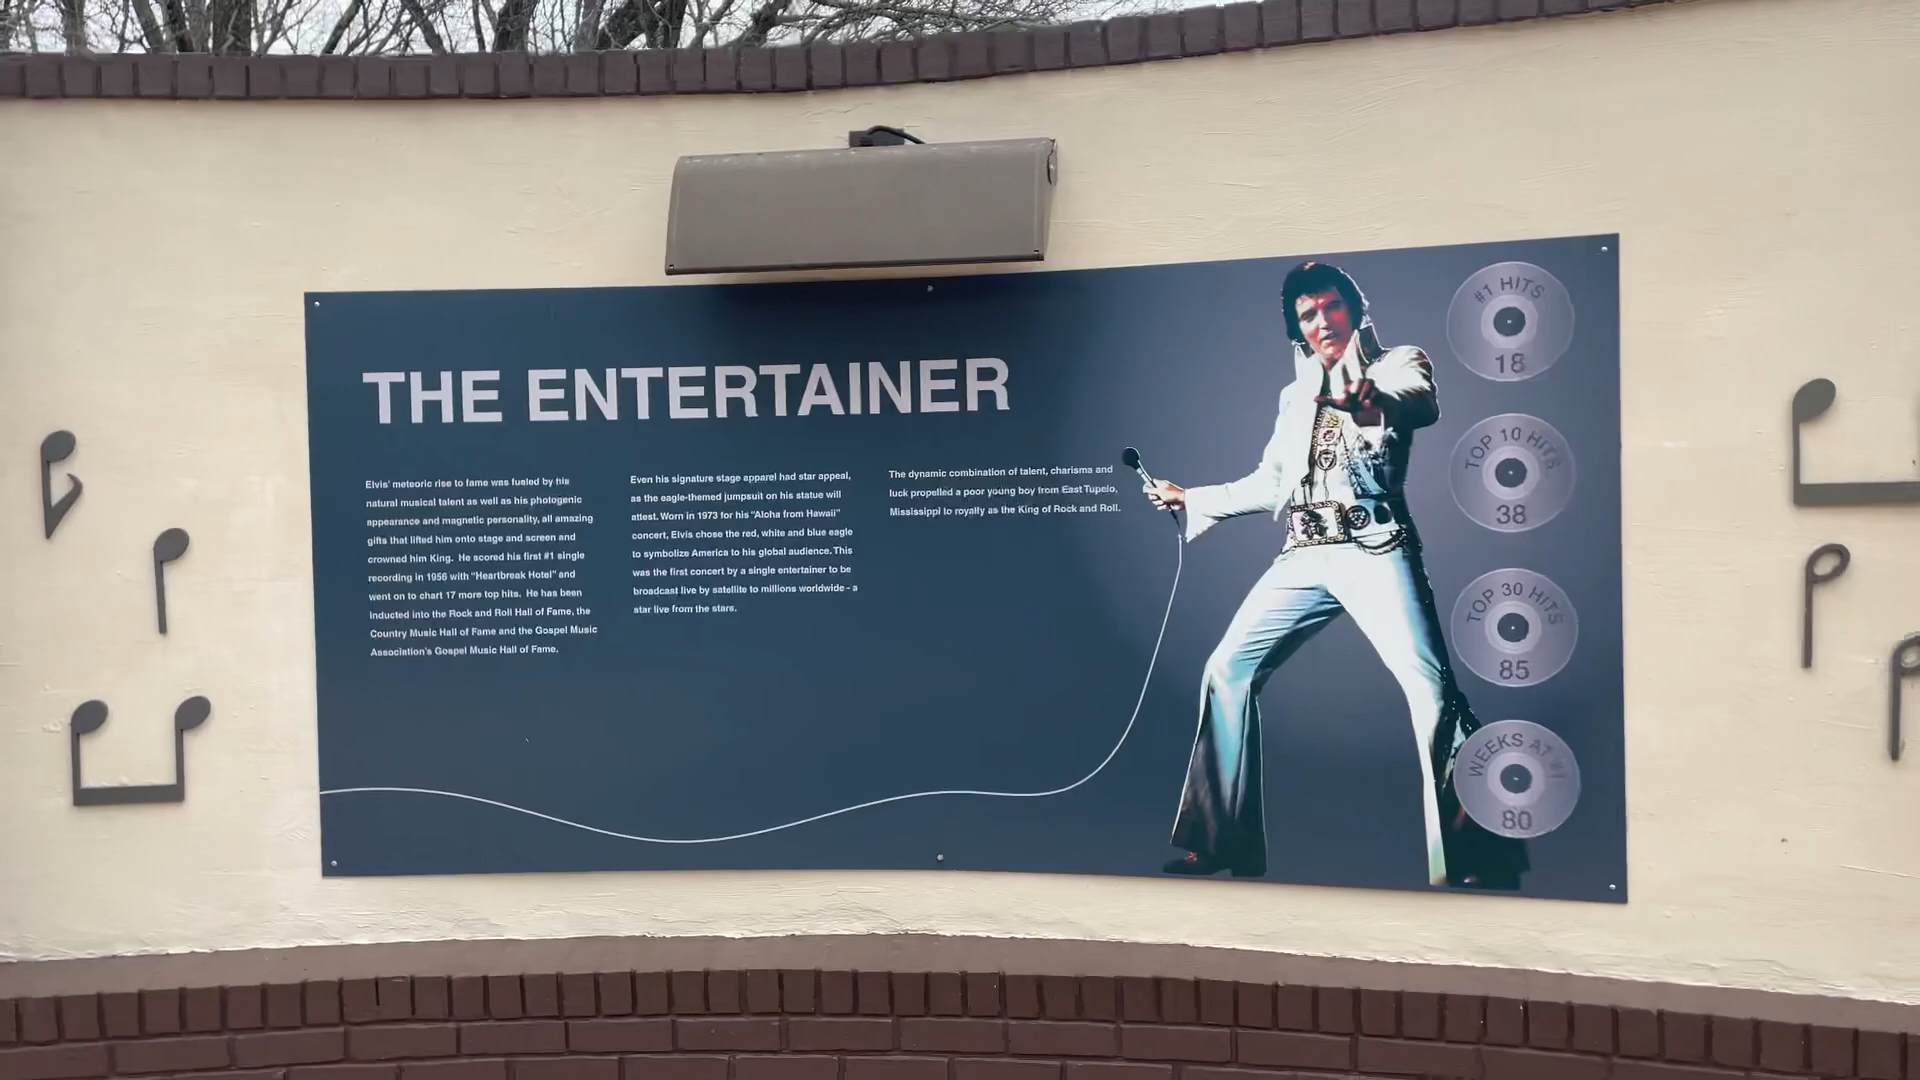 THE ENTERTAINER
Elvis' meteoric rise to fame was fueled by his
natural musical talent as well as his photogenic
appearance and magnetic personality, all amazing
gifts that lifted him onto stage and screen and
crowned him King. He scored his first #1 single
recording in 1956 with "Heartbreak Hotel" and
went on to chart 17 more top hits. He has been
inducted into the Rock and Roll Hall of Fame, the
Country Music Hall of Fame and the Gospel Music
Association's Gospel Music Hall of Fame.
Even his signature stage apparel had star appeal,
as the eagle-themed jumpsuit on his statue will
attest. Worn in 1973 for his "Aloha from Hawaii"
concert, Elvis chose the red, white and blue eagle
to symbolize America to his global audience. This
was the first concert by a single entertainer to be
broadcast live by satellite to millions worldwide - a
star live from the stars.
The dynamic combination of talent, charisma and
luck propelled a poor young boy from East Tupelo,
Mississippi to royalty as the King of Rock and Roll.
#1 HITS
18
TOP 10 HITS
38
TOP 30 HITS
85
WEEKS AT #1
80